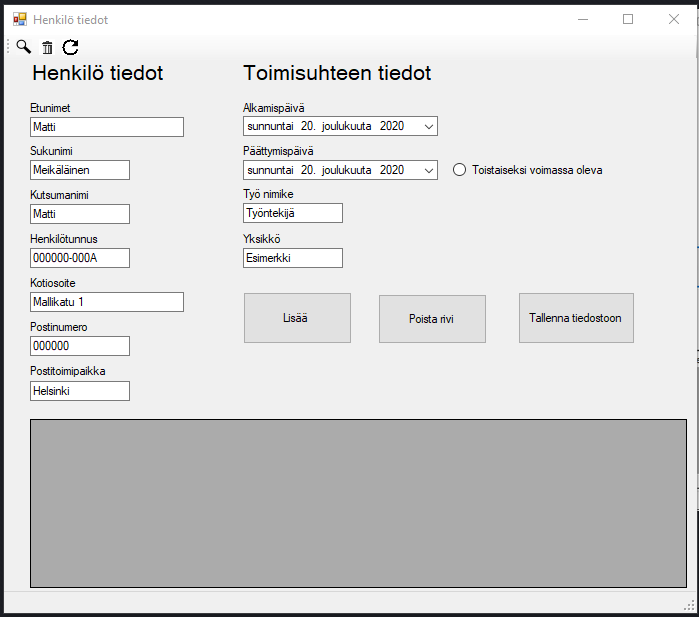 Henkilö tiedot
Henkilö tiedot
Etunimet
Matti
Sukunimi
Meikäläinen
Kutsumanimi
Matti
Henkilötunnus
000000-000A
Kotiosoite
Mallikatu 1
Postinumero
000000
Postitoimipaikka
Helsinki
Toimisuhteen tiedot
Alkamispäivä
sunnuntai 20. joulukuuta 2020
Päättymispäivä
sunnuntai 20. joulukuuta 2020
Toistaiseksi voimassa oleva
Työ nimike
Työntekijä
Yksikkö
Esimerkki
Lisää
Poista rivi
Tallenna tiedostoon